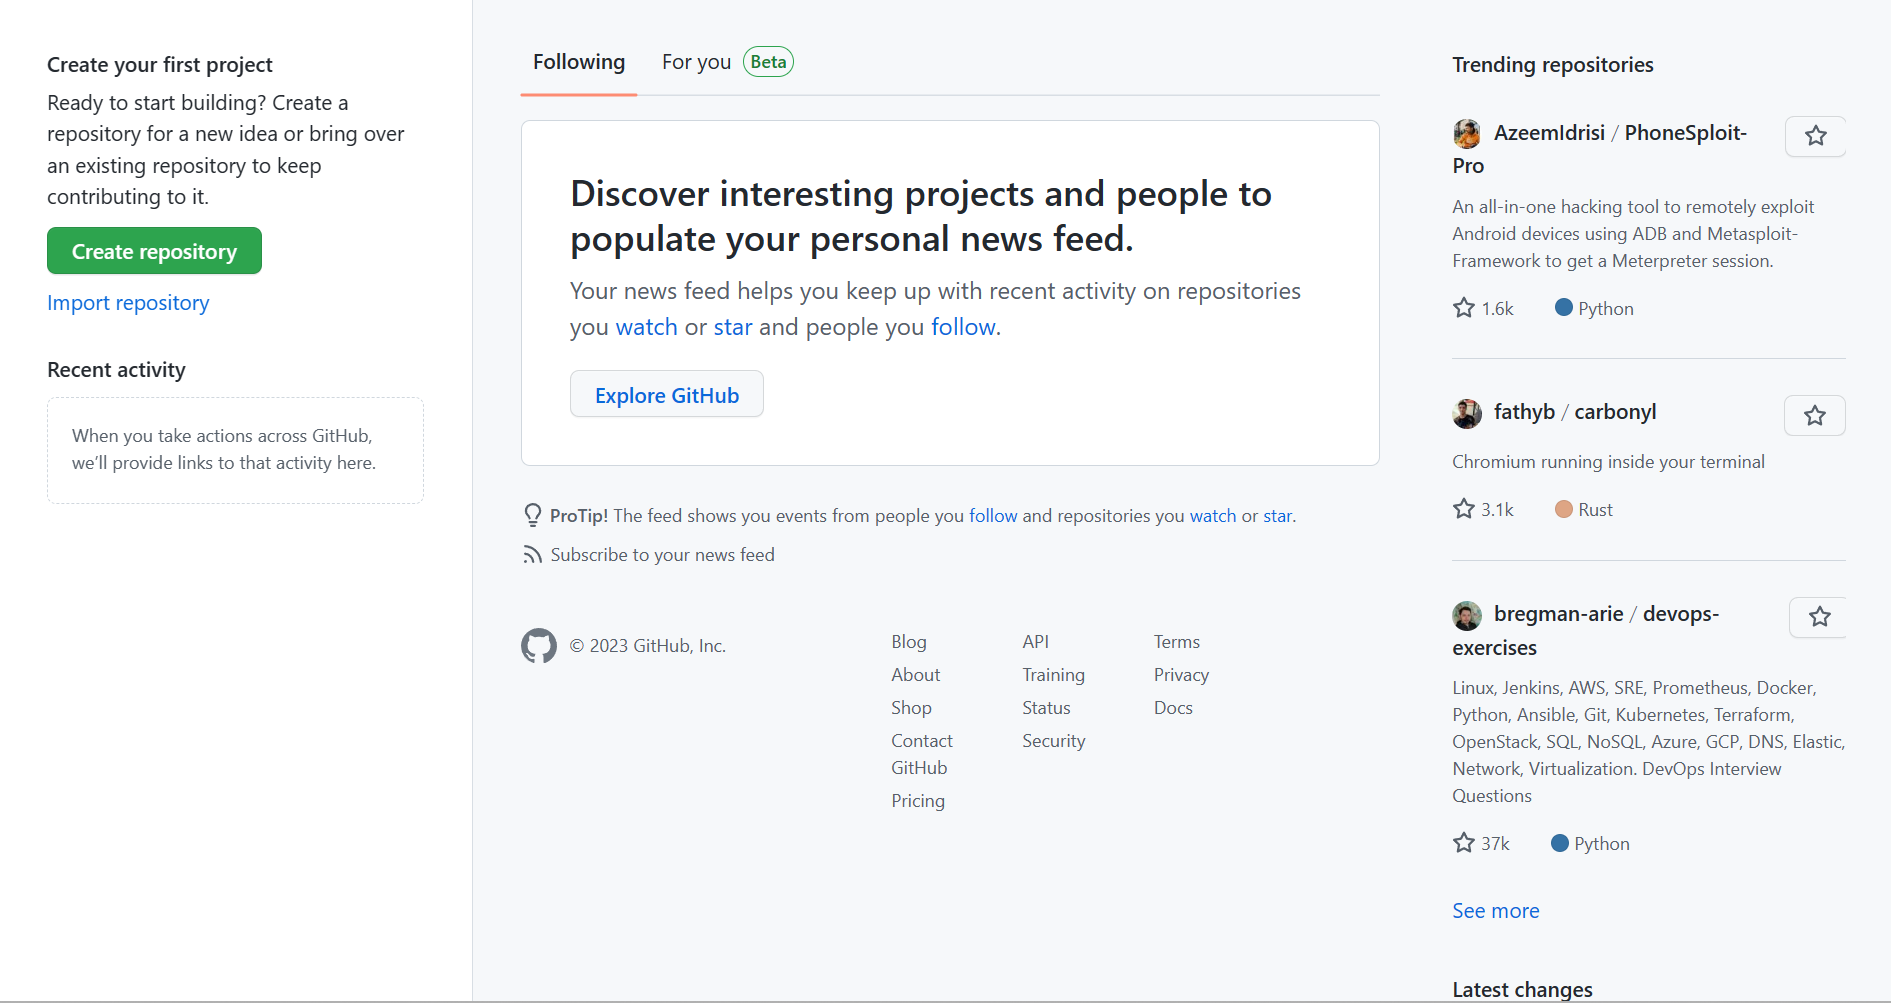 Create your first project
Ready to start building? Create a
repository for a new idea or bring over
an existing repository to keep
contributing to it.
Create repository
Import repository
Recent activity
When you take actions across GitHub,
we'll provide links to that activity here.
Following
For you Beta
Discover interesting projects and people to
populate your personal news feed.
Your news feed helps you keep up with recent activity on repositories
you watch or star and people you follow.
Explore GitHub
ProTip! The feed shows you events from people you follow and repositories you watch or star.
Subscribe to your news feed
© 2023 GitHub, Inc.
Blog
About
Shop
Contact
GitHub
Pricing
API
Training
Status
Security
Terms
Privacy
Docs
Trending repositories
AzeemIdrisi / PhoneSploit-
Pro
An all-in-one hacking tool to remotely exploit
Android devices using ADB and Metasploit-
Framework to get a Meterpreter session.
1.6k Python
fathyb / carbonyl
Chromium running inside your terminal
3.1k Rust
bregman-arie / devops-
exercises
Linux, Jenkins, AWS, SRE, Prometheus, Docker,
Python, Ansible, Git, Kubernetes, Terraform,
OpenStack, SQL, NoSQL, Azure, GCP, DNS, Elastic,
Network, Virtualization. DevOps Interview
Questions
37k Python
See more
Latest changes